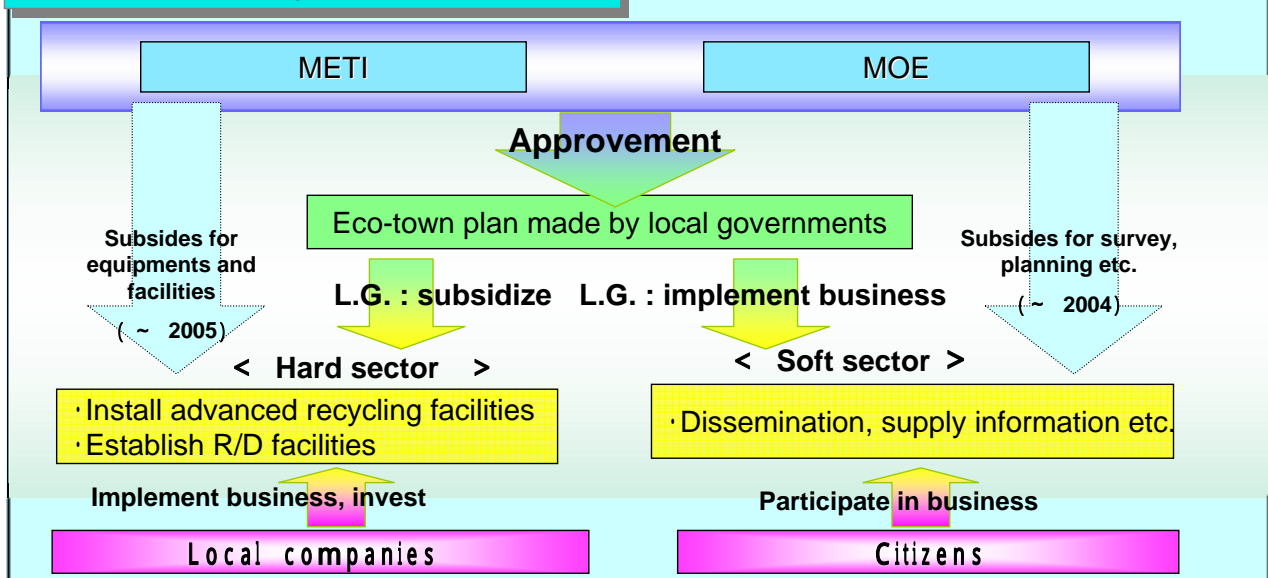 METI
MOE
Approvement
Eco-town plan made by local governments
Subsides for
equipments and
facilities
( ~ 2005)
Subsides for survey,
planning etc.
( ~ 2004)
L.G. : subsidize
L.G. : implement business
< Hard sector >
< Soft sector >
・Install advanced recycling facilities
・Establish R/D facilities
・Dissemination, supply information etc.
Implement business, invest
Participate in business
Local companies
Citizens